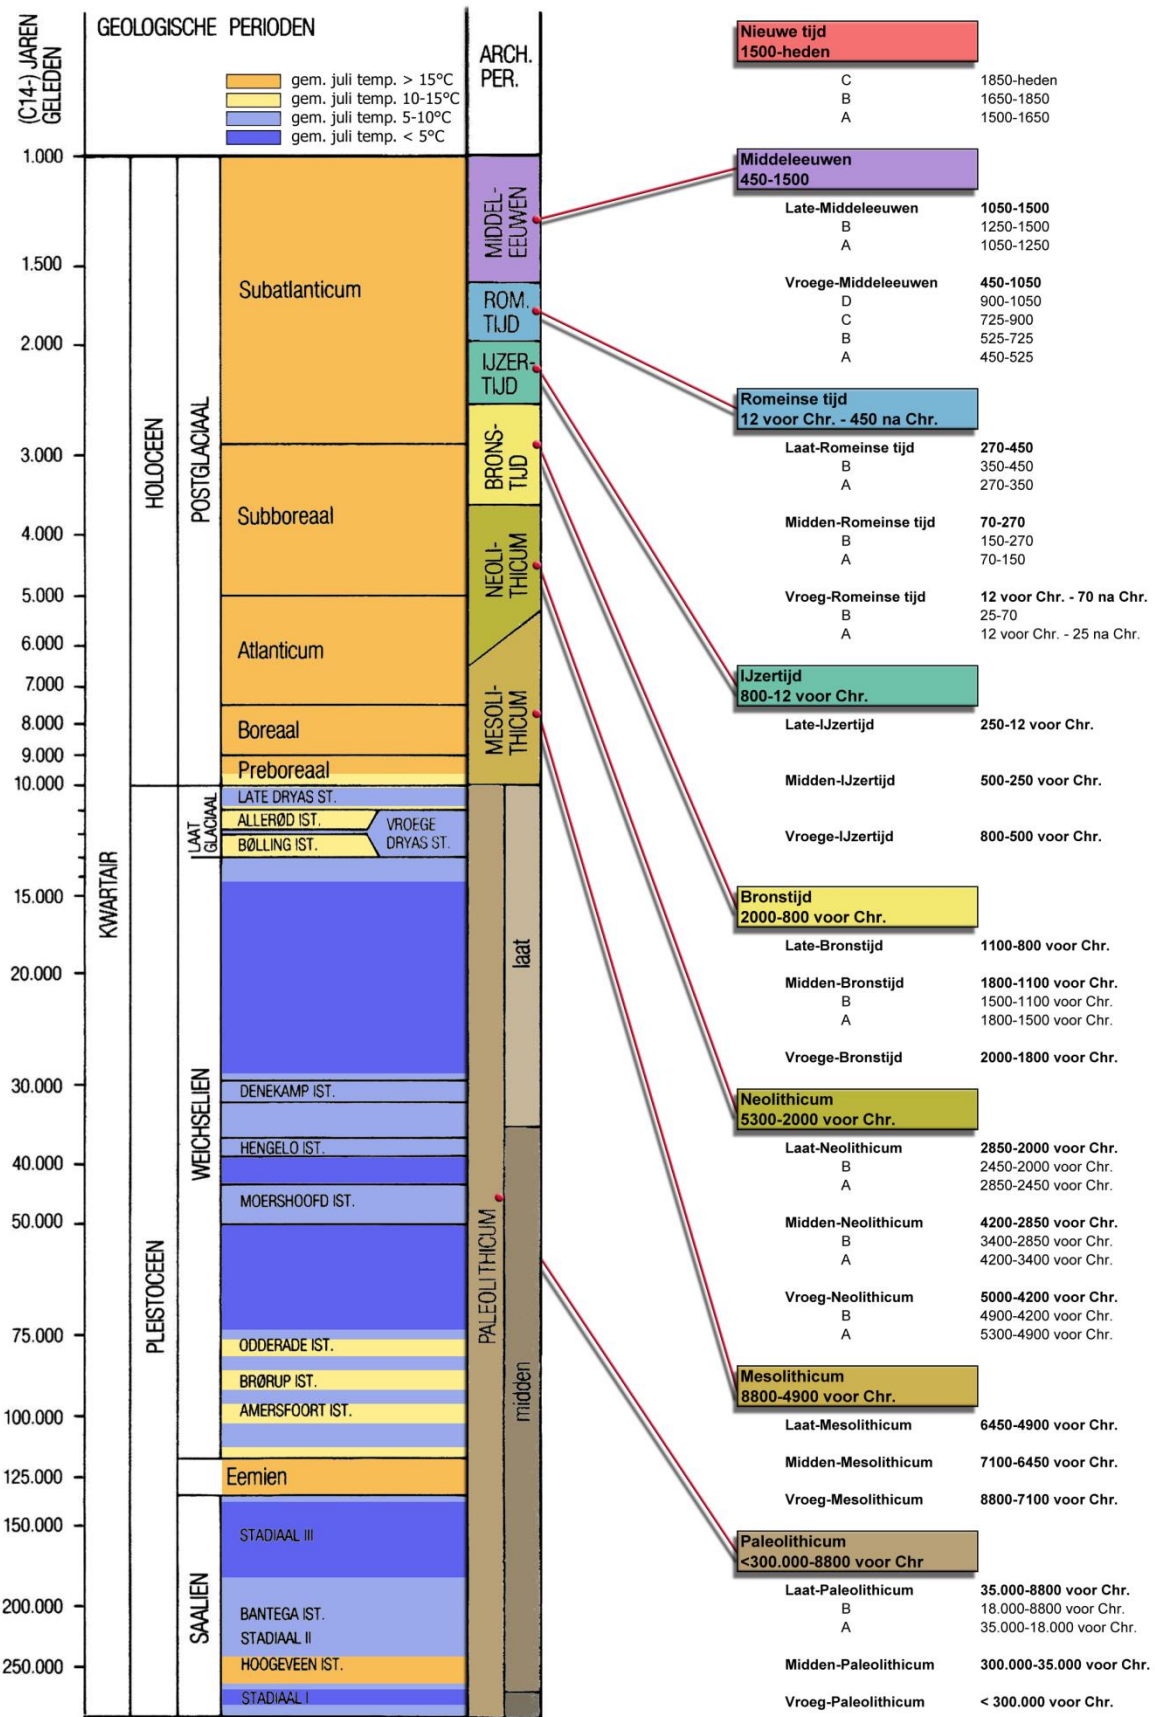 (C14-) JAREN
GELEDEN
GEOLOGISCHE PERIODEN
gem. juli temp. > 15°C
gem. juli temp. 10-15°C
gem. juli temp. 5-10°C
gem. juli temp. < 5°C
ARCH.
PER.
1.000
1.500
2.000
3.000
4.000
5.000
6.000
7.000
8.000
9.000
10.000
15.000
20.000
30.000
40.000
50.000
75.000
100.000
125.000
150.000
200.000
250.000
KWARTAIR
HOLOCEEN
PLEISTOCEEN
POSTGLACIAAL
LAAT
GLACIAAL
WEICHSELIEN
SAALIEN
Subatlanticum
Subboreaal
Atlanticum
Boreaal
Preboreaal
LATE DRYAS ST.
ALLERØD IST.
VROEGE
DRYAS ST.
BØLLING IST.
DENEKAMP IST.
HENGELO IST.
MOERSHOOFD IST.
ODDERADE IST.
BRØRUP IST.
AMERSFOORT IST.
Eemien
STADIAAL III
BANTEGA IST.
STADIAAL II
HOOGEVEEN IST.
STADIAAL I
MIDDEL-
EEUWEN
ROM.
TIJD
IJZER-
TIJD
BRONS-
TIJD
NEOLI-
THICUM
MESOLI-
THICUM
PALEOLITHICUM
laat
midden
Nieuwe tijd
1500-heden
C 1850-heden
B 1650-1850
A 1500-1650
Middeleeuwen
450-1500
Late-Middeleeuwen 1050-1500
B 1250-1500
A 1050-1250
Vroege-Middeleeuwen 450-1050
D 900-1050
C 725-900
B 525-725
A 450-525
Romeinse tijd
12 voor Chr. - 450 na Chr.
Laat-Romeinse tijd 270-450
B 350-450
A 270-350
Midden-Romeinse tijd 70-270
B 150-270
A 70-150
Vroeg-Romeinse tijd 12 voor Chr. - 70 na Chr.
B 25-70
A 12 voor Chr. - 25 na Chr.
IJzertijd
800-12 voor Chr.
Late-IJzertijd 250-12 voor Chr.
Midden-IJzertijd 500-250 voor Chr.
Vroege-IJzertijd 800-500 voor Chr.
Bronstijd
2000-800 voor Chr.
Late-Bronstijd 1100-800 voor Chr.
Midden-Bronstijd 1800-1100 voor Chr.
B 1500-1100 voor Chr.
A 1800-1500 voor Chr.
Vroege-Bronstijd 2000-1800 voor Chr.
Neolithicum
5300-2000 voor Chr.
Laat-Neolithicum 2850-2000 voor Chr.
B 2450-2000 voor Chr.
A 2850-2450 voor Chr.
Midden-Neolithicum 4200-2850 voor Chr.
B 3400-2850 voor Chr.
A 4200-3400 voor Chr.
Vroeg-Neolithicum 5000-4200 voor Chr.
B 4900-4200 voor Chr.
A 5300-4900 voor Chr.
Mesolithicum
8800-4900 voor Chr.
Laat-Mesolithicum 6450-4900 voor Chr.
Midden-Mesolithicum 7100-6450 voor Chr.
Vroeg-Mesolithicum 8800-7100 voor Chr.
Paleolithicum
<300.000-8800 voor Chr
Laat-Paleolithicum 35.000-8800 voor Chr.
B 18.000-8800 voor Chr.
A 35.000-18.000 voor Chr.
Midden-Paleolithicum 300.000-35.000 voor Chr.
Vroeg-Paleolithicum < 300.000 voor Chr.